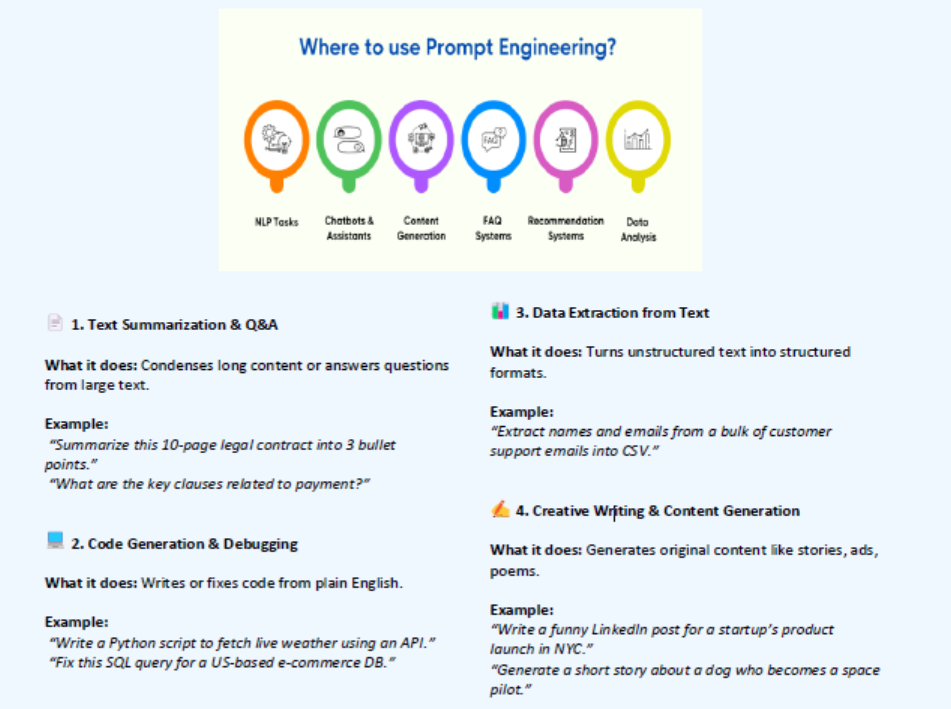 Where to use Prompt Engineering?
FAQ
NLP Tasks
Chatbots &
Assistants
Content
Generation
FAQ
Systems
Recommendation
Systems
Data
Analysis
1. Text Summarization & Q&A
What it does: Condenses long content or answers questions
from large text.
Example:
“Summarize this 10-page legal contract into 3 bullet
points.”
“What are the key clauses related to payment?”
2. Code Generation & Debugging
What it does: Writes or fixes code from plain English.
Example:
“Write a Python script to fetch live weather using an API.”
“Fix this SQL query for a US-based e-commerce DB.”
3. Data Extraction from Text
What it does: Turns unstructured text into structured
formats.
Example:
“Extract names and emails from a bulk of customer
support emails into CSV.”
4. Creative Writing & Content Generation
What it does: Generates original content like stories, ads,
poems.
Example:
“Write a funny LinkedIn post for a startup’s product
launch in NYC.”
“Generate a short story about a dog who becomes a space
pilot.”